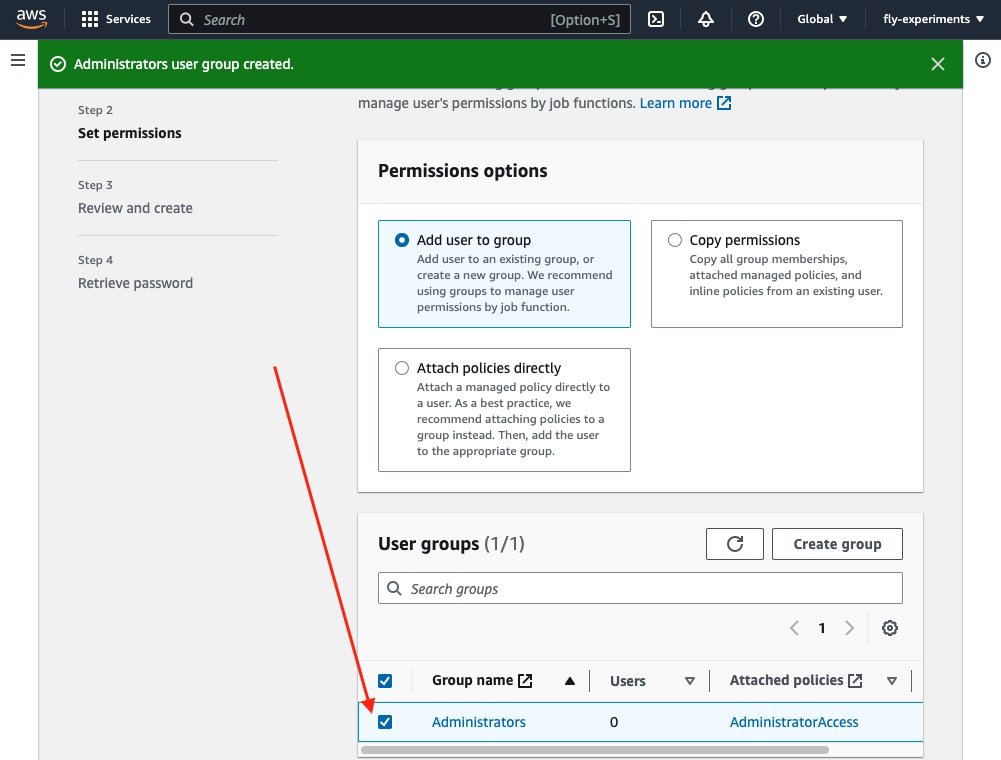 aws
Services
Search
[Option+S]
Global
fly-experiments
Administrators user group created.
Step 2
Set permissions
Step 3
Review and create
Step 4
Retrieve password
manage user's permissions by job functions. Learn more
Permissions options
Add user to group
Add user to an existing group, or
create a new group. We recommend
using groups to manage user
permissions by job function.
Copy permissions
Copy all group memberships,
attached managed policies, and
inline policies from an existing user.
Attach policies directly
Attach a managed policy directly to
a user. As a best practice, we
recommend attaching policies to a
group instead. Then, add the user
to the appropriate group.
User groups (1/1)
Create group
Search groups
1
Group name
Users
Attached policies
Administrators
0
AdministratorAccess